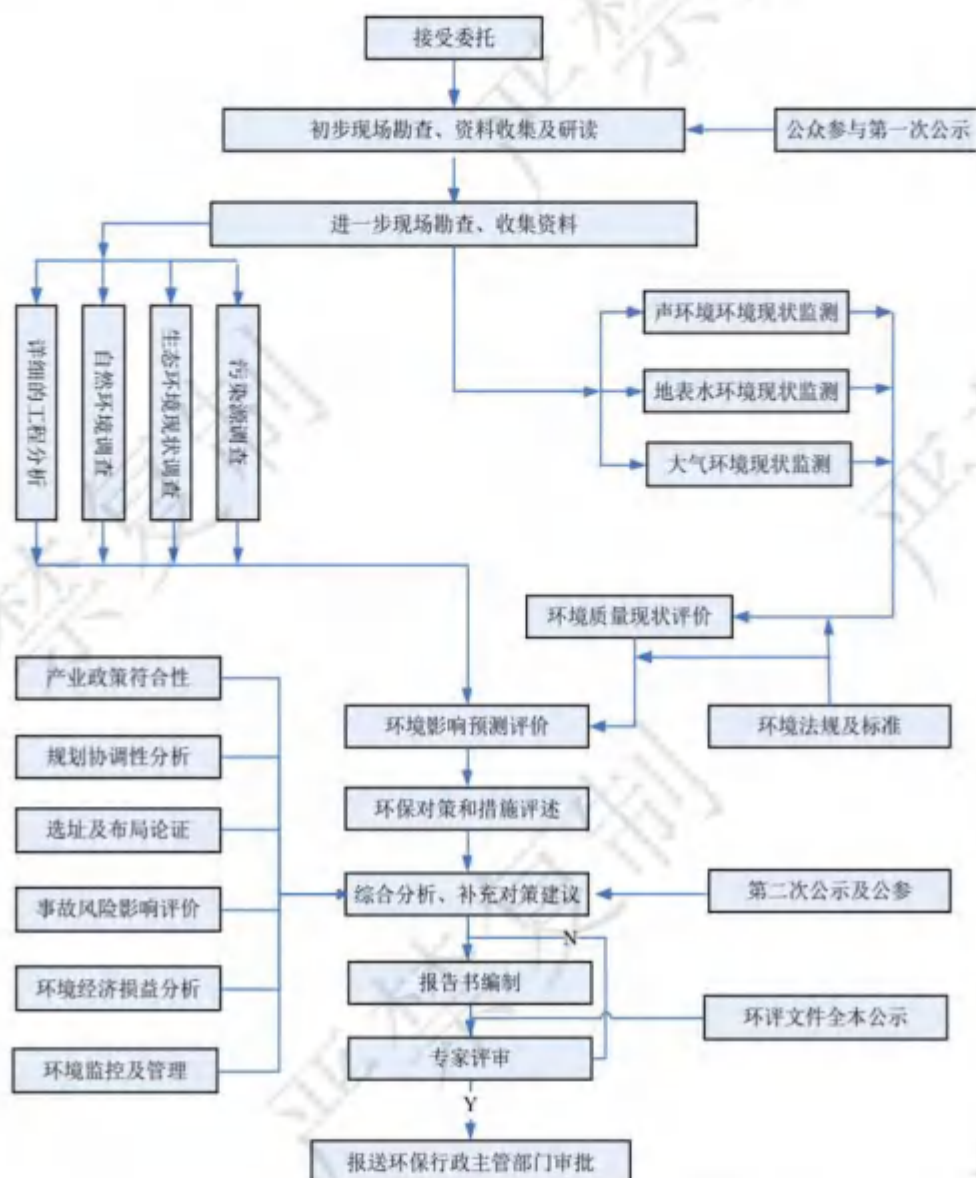 接受委托
初步现场勘查、资料收集及研读
公众参与第一次公示
进一步现场勘查、收集资料
详细的工程分析
自然环境调查
生态环境现状调查
污染源调查
声环境环境现状监测
地表水环境现状监测
大气环境现状监测
环境质量现状评价
产业政策符合性
环境影响预测评价
环境法规及标准
规划协调性分析
环保对策和措施评述
选址及布局论证
综合分析、补充对策建议
第二次公示及公参
事故风险影响评价
N
报告书编制
环境经济损益分析
环评文件全本公示
专家评审
环境监控及管理
Y
报送环保行政主管部门审批
严禁复制
严禁复制